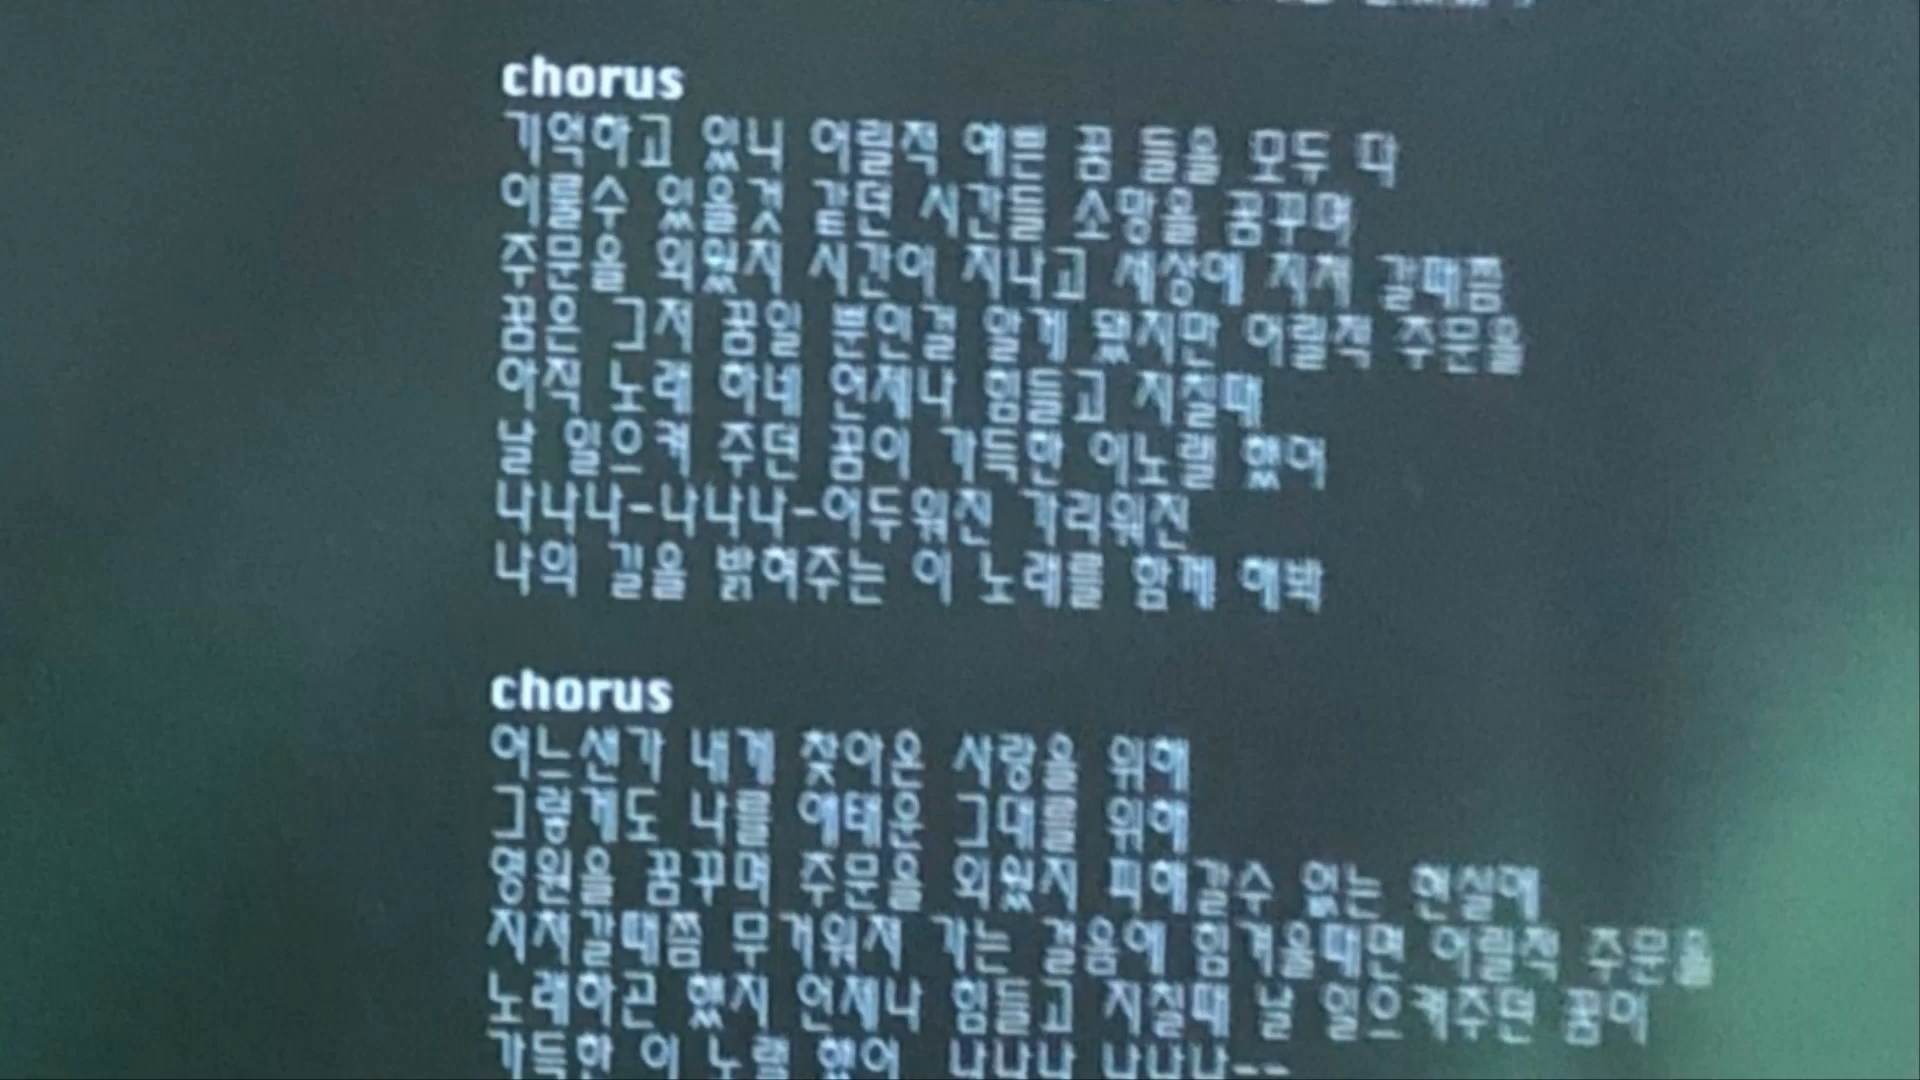 chorus
기억하고 있니 어릴적 예튼 꿈 들을 모두 다
이룰수 있을것 같던 시간들 소망을 꿈꾸며
주문을 외웠지 시간이 지나고 세상에 지쳐 갈때쯤
꿈은 그저 꿈일 뿐인걸 알게 됐지만 어릴적 주문을
아직 노래 하네 언제나 힘들고 지칠때
날 일으켜 주던 꿈이 가득한 이노랠 했어
나나나-나나나-어두워진 가리워진
나의 길을 밝혀주는 이 노래를 함께 해봐
chorus
어느샌가 내게 찾아온 사랑을 위해
그렇게도 나를 애태운 그대를 위해
영원을 꿈꾸며 주문을 외웠지 피해갈수 없는 현실에
지쳐갈때쯤 무거워져 가는 걸음에 힘겨울때면 어릴적 주문을
노래하곤 했지 언제나 힘들고 지칠때 날 일으켜주던 꿈이
가득한 이 노랠 했어 나나나 나나나--